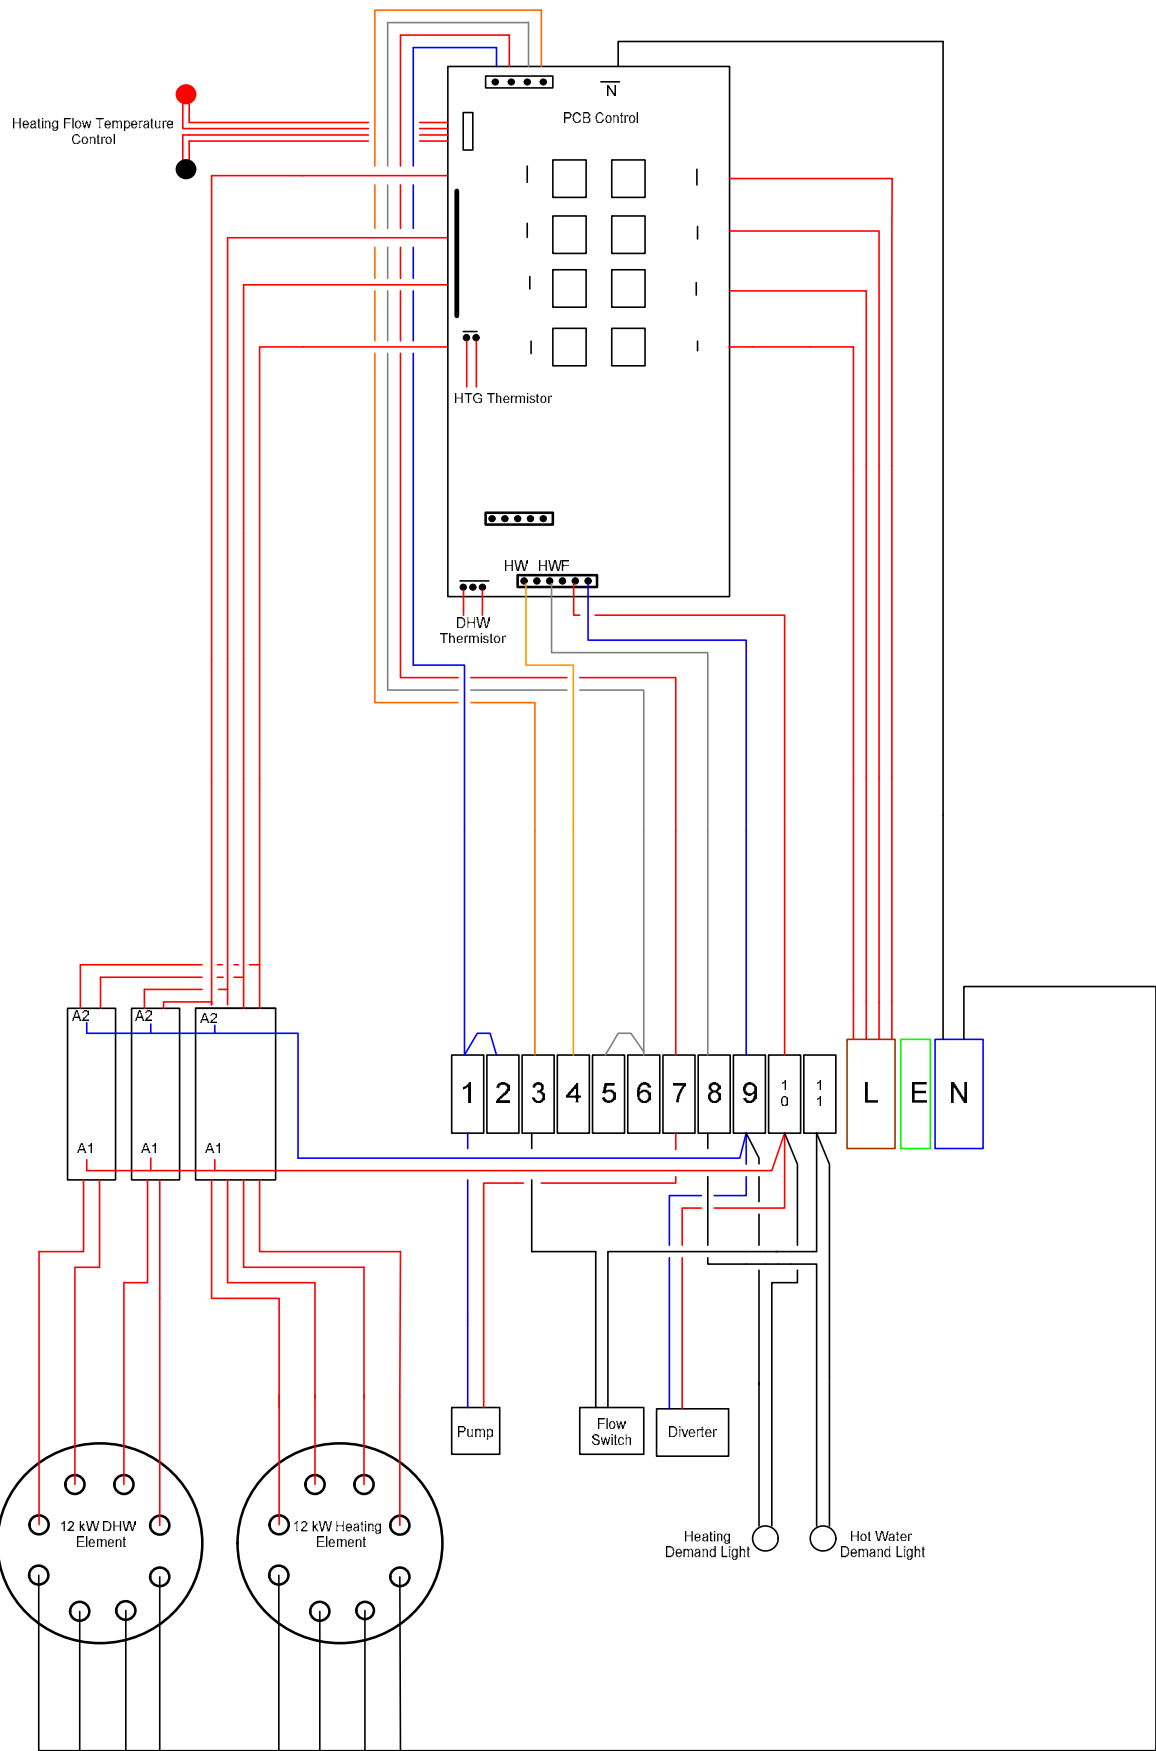 N
PCB Control
Heating Flow Temperature
Control
HTG Thermistor
HW HWF
DHW
Thermistor
A2
A2
A2
A1
A1
A1
1
2
3
4
5
6
7
8
9
1
0
1
1
L
E
N
Pump
Flow
Switch
Diverter
12 kW DHW
Element
12 kW Heating
Element
Heating
Demand Light
Hot Water
Demand Light